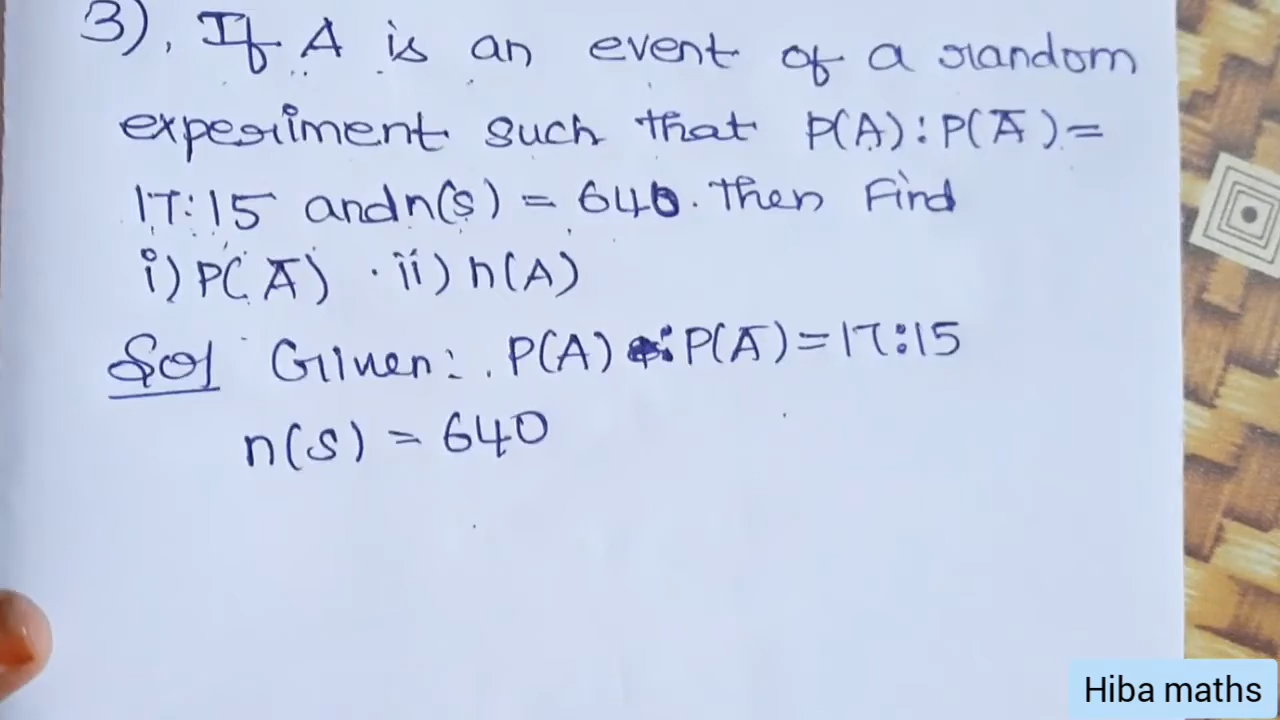 3). If A is an event of a random
experiment such that P(A):P(A̅)=
17:15 and n(s) = 640. Then Find
i) P(A̅) . ii) n(A)
Sol Given: . P(A) : P(A̅)=17:15
n(s) = 640
Hiba maths